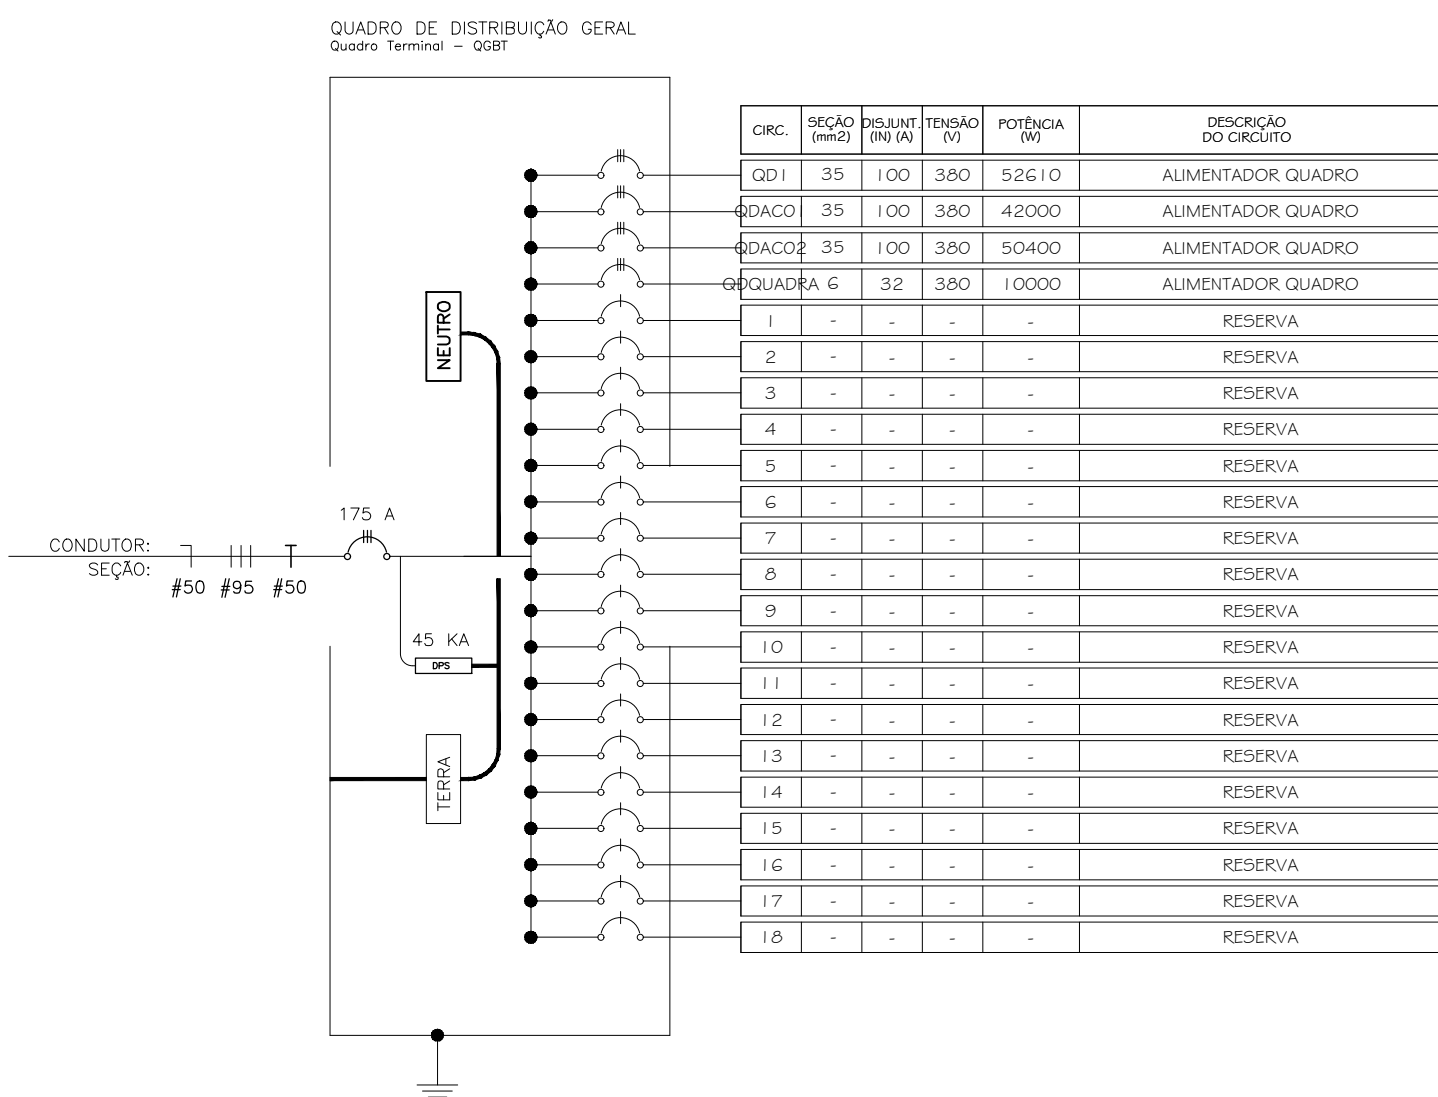 QUADRO DE DISTRIBUIÇÃO GERAL
Quadro Terminal - QGBT
CIRC. SEÇÃO (mm2) DISJUNT. (IN) (A) TENSÃO (V) POTÊNCIA (W) DESCRIÇÃO DO CIRCUITO
QD1 35 100 380 52610 ALIMENTADOR QUADRO
QDACO1 35 100 380 42000 ALIMENTADOR QUADRO
QDACO2 35 100 380 50400 ALIMENTADOR QUADRO
QDQUADRA 6 32 380 10000 ALIMENTADOR QUADRO
1 - - - - RESERVA
2 - - - - RESERVA
3 - - - - RESERVA
4 - - - - RESERVA
5 - - - - RESERVA
6 - - - - RESERVA
7 - - - - RESERVA
8 - - - - RESERVA
9 - - - - RESERVA
10 - - - - RESERVA
11 - - - - RESERVA
12 - - - - RESERVA
13 - - - - RESERVA
14 - - - - RESERVA
15 - - - - RESERVA
16 - - - - RESERVA
17 - - - - RESERVA
18 - - - - RESERVA
NEUTRO
175 A
CONDUTOR:
SEÇÃO:
#50 #95 #50
45 KA
DPS
TERRA